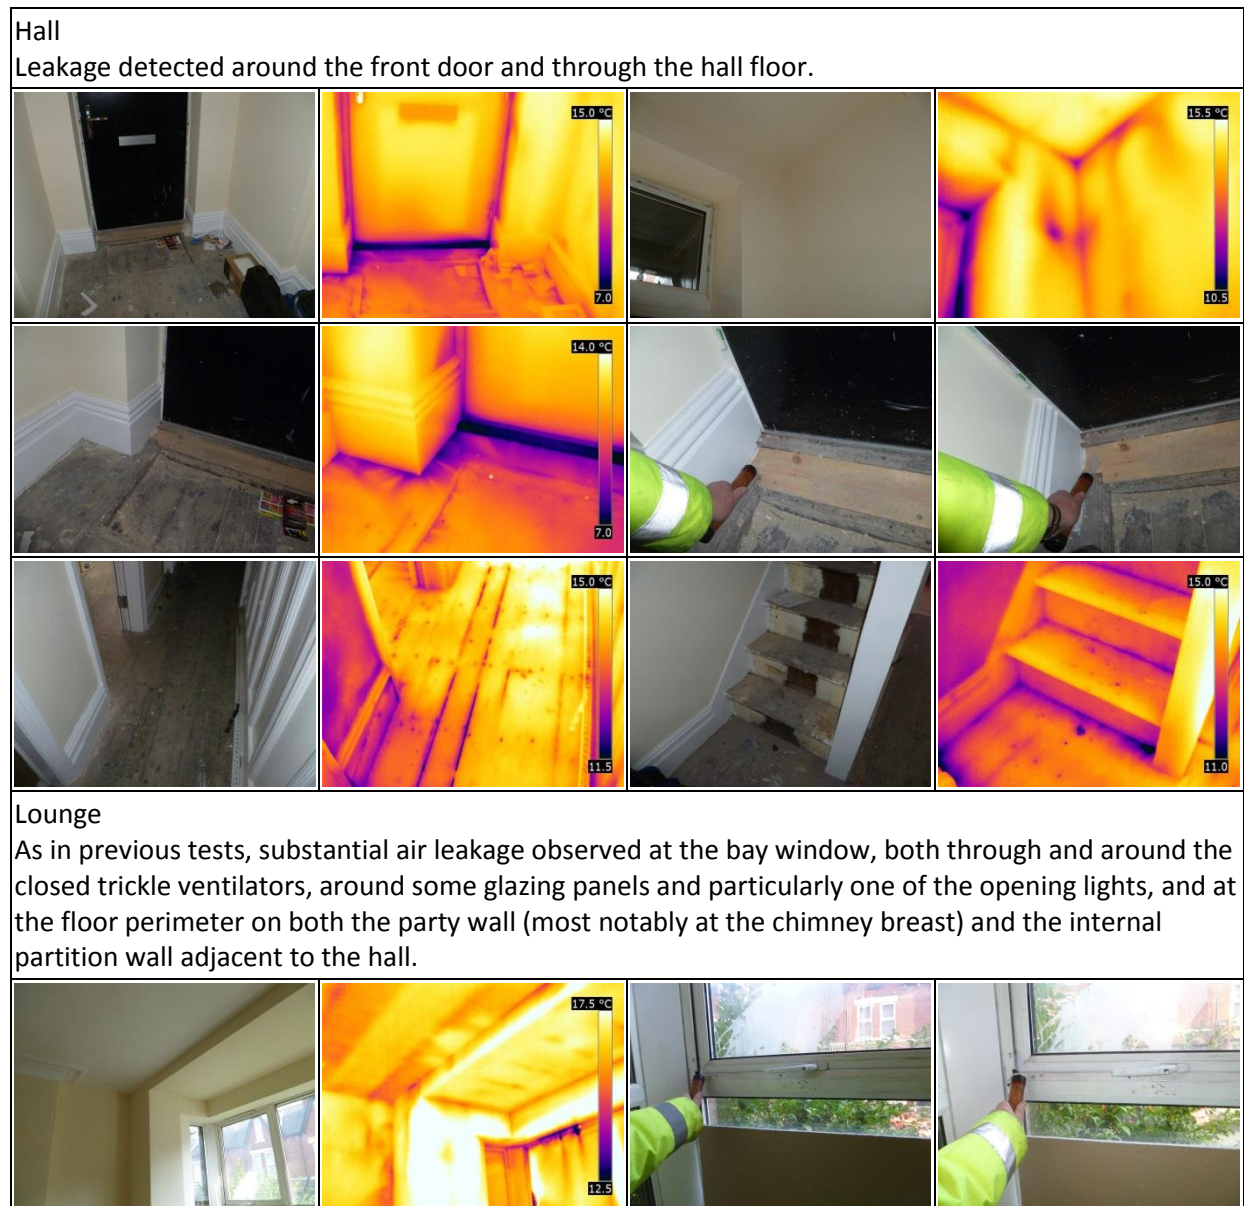 Hall
Leakage detected around the front door and through the hall floor.
15.0 °C
7.0
15.5 °C
10.5
14.0 °C
7.0
15.0 °C
11.5
15.0 °C
11.0
Lounge
As in previous tests, substantial air leakage observed at the bay window, both through and around the
closed trickle ventilators, around some glazing panels and particularly one of the opening lights, and at
the floor perimeter on both the party wall (most notably at the chimney breast) and the internal
partition wall adjacent to the hall.
17.5 °C
12.5